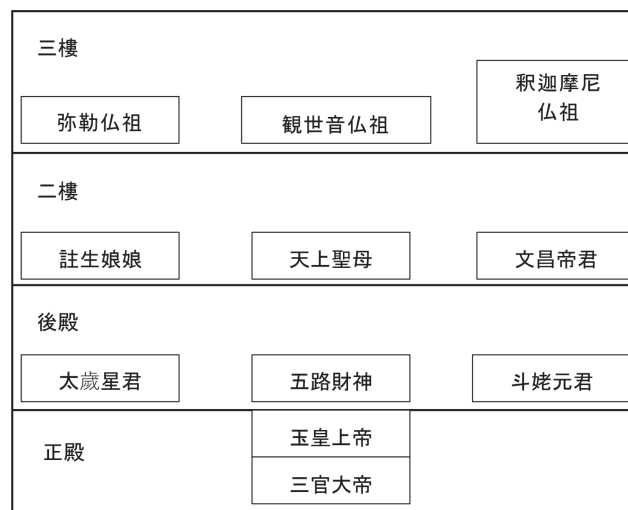 三樓
弥勒仏祖
観世音仏祖
釈迦摩尼
仏祖
二樓
註生娘娘
天上聖母
文昌帝君
後殿
太歲星君
五路財神
斗姥元君
正殿
玉皇上帝
三官大帝